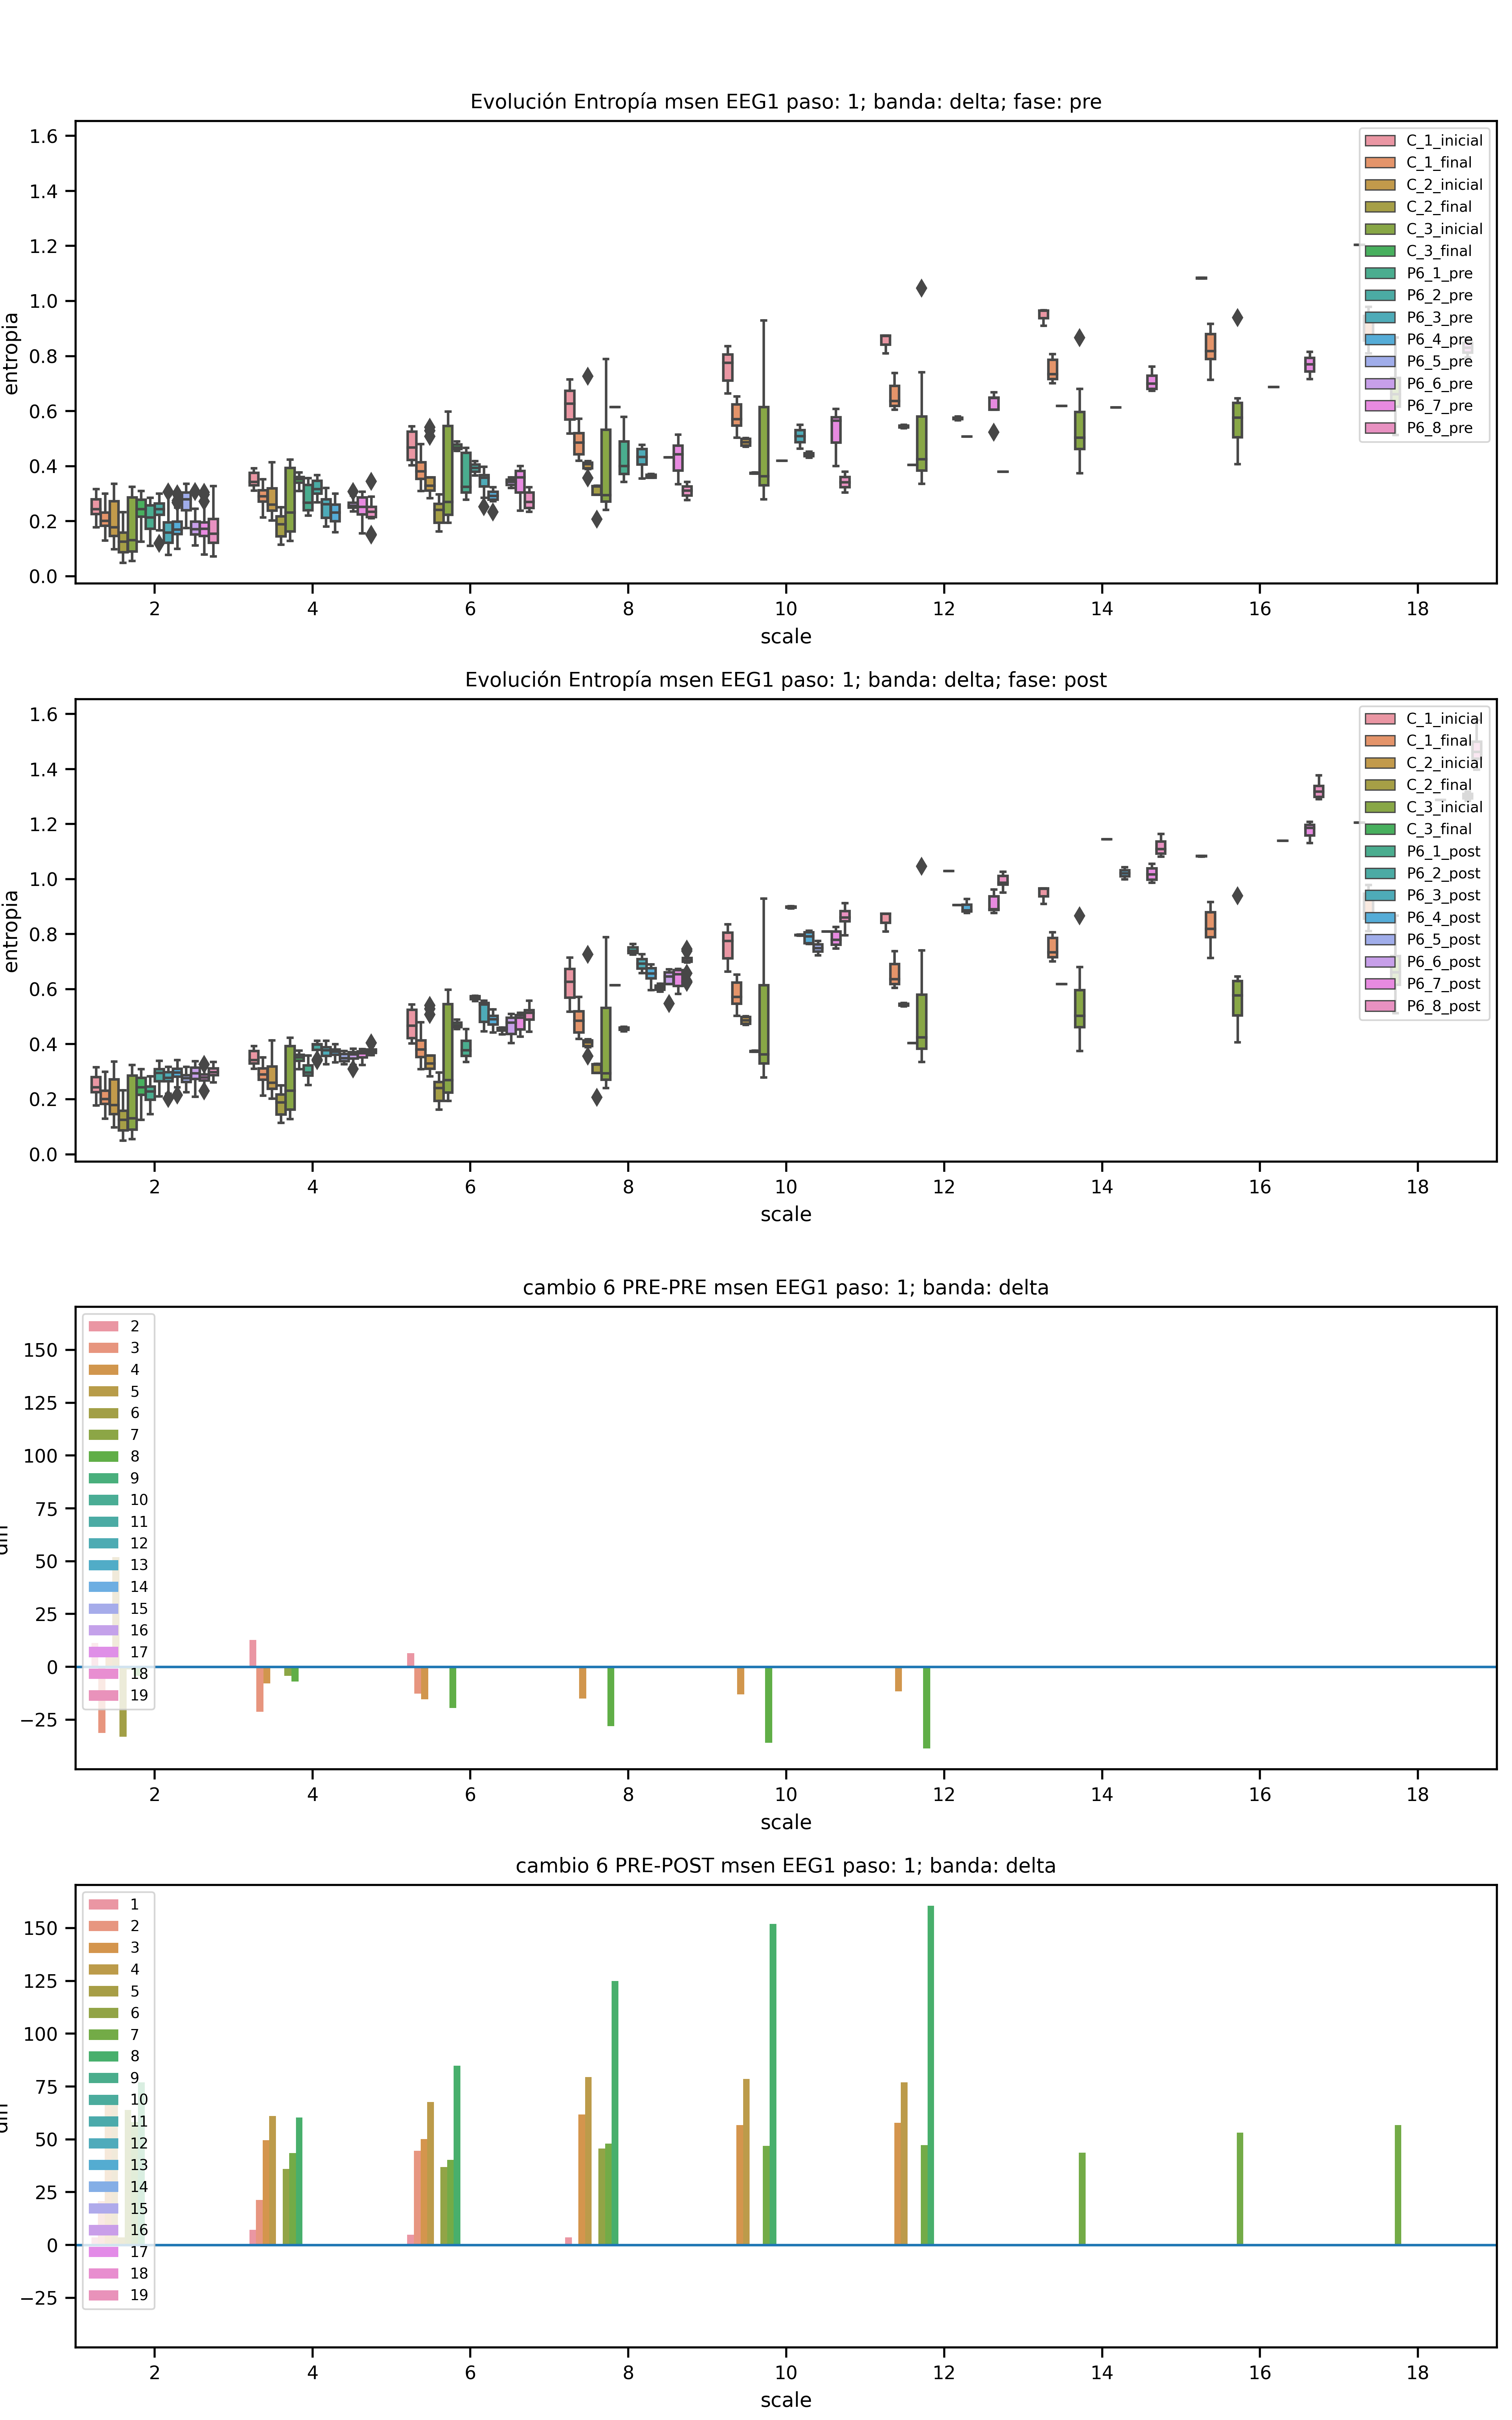 Evolución Entropía msen EEG1 paso: 1; banda: delta; fase: pre
1.6
1.4
1.2
1.0
0.8
0.6
0.4
0.2
0.0
entropia
C_1_inicial
C_1_final
C_2_inicial
C_2_final
C_3_inicial
C_3_final
P6_1_pre
P6_2_pre
P6_3_pre
P6_4_pre
P6_5_pre
P6_6_pre
P6_7_pre
P6_8_pre
2 4 6 8 10 12 14 16 18
scale
Evolución Entropía msen EEG1 paso: 1; banda: delta; fase: post
1.6
1.4
1.2
1.0
0.8
0.6
0.4
0.2
0.0
entropia
C_1_inicial
C_1_final
C_2_inicial
C_2_final
C_3_inicial
C_3_final
P6_1_post
P6_2_post
P6_3_post
P6_4_post
P6_5_post
P6_6_post
P6_7_post
P6_8_post
2 4 6 8 10 12 14 16 18
scale
cambio 6 PRE-PRE msen EEG1 paso: 1; banda: delta
150
125
100
75
50
25
0
−25
2
3
4
5
6
7
8
9
10
11
12
13
14
15
16
17
18
19
2 4 6 8 10 12 14 16 18
scale
cambio 6 PRE-POST msen EEG1 paso: 1; banda: delta
150
125
100
75
50
25
0
−25
1
2
3
4
5
6
7
8
9
10
11
12
13
14
15
16
17
18
19
2 4 6 8 10 12 14 16 18
scale